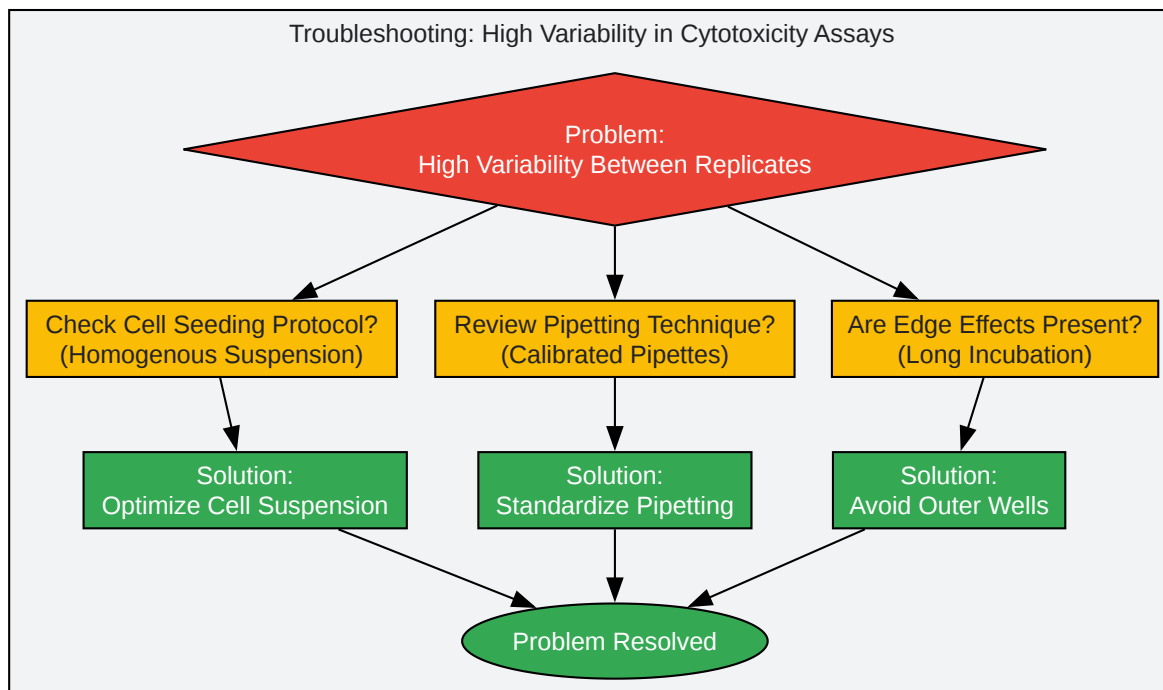 Troubleshooting: High Variability in Cytotoxicity Assays
Problem:
High Variability Between Replicates
Check Cell Seeding Protocol?
(Homogenous Suspension)
Review Pipetting Technique?
(Calibrated Pipettes)
Are Edge Effects Present?
(Long Incubation)
Solution:
Optimize Cell Suspension
Solution:
Standardize Pipetting
Solution:
Avoid Outer Wells
Problem Resolved